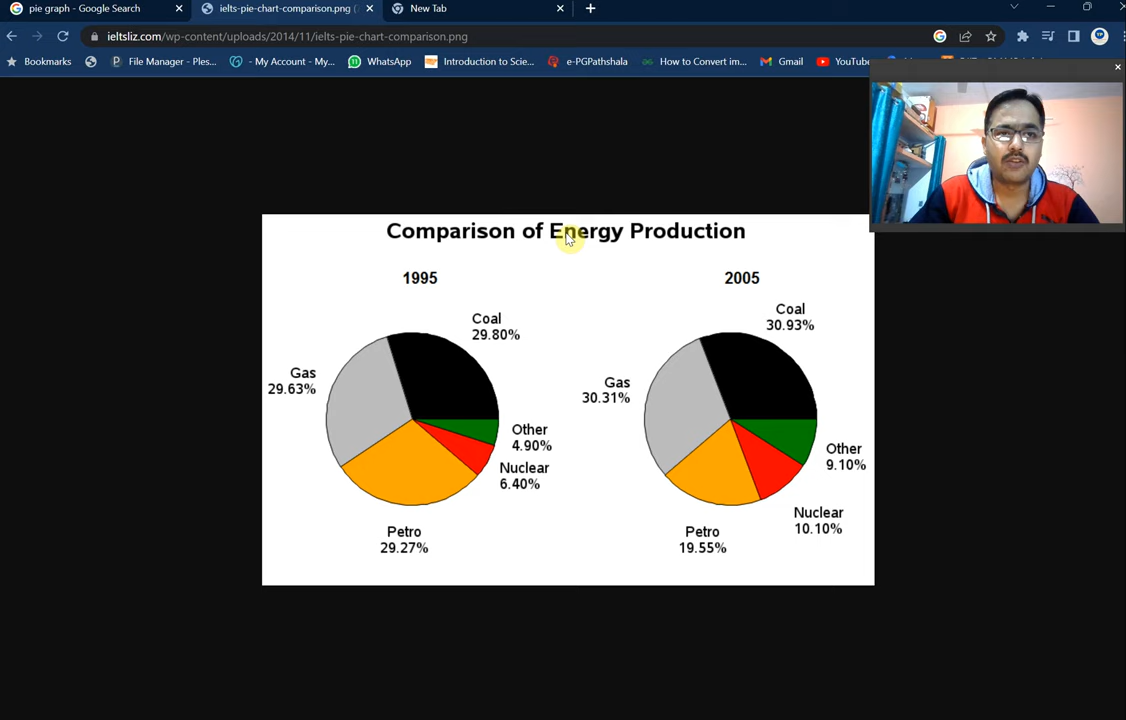 pie graph - Google Search
ielts-pie-chart-comparison.png (
New Tab
ieltsliz.com/wp-content/uploads/2014/11/ielts-pie-chart-comparison.png
Bookmarks
File Manager - Ples...
- My Account - My...
WhatsApp
Introduction to Scie...
e-PGPathshala
How to Convert im...
Gmail
YouTube
Comparison of Energy Production
1995
2005
Coal
29.80%
Gas
29.63%
Other
4.90%
Nuclear
6.40%
Petro
29.27%
Coal
30.93%
Gas
30.31%
Other
9.10%
Nuclear
10.10%
Petro
19.55%